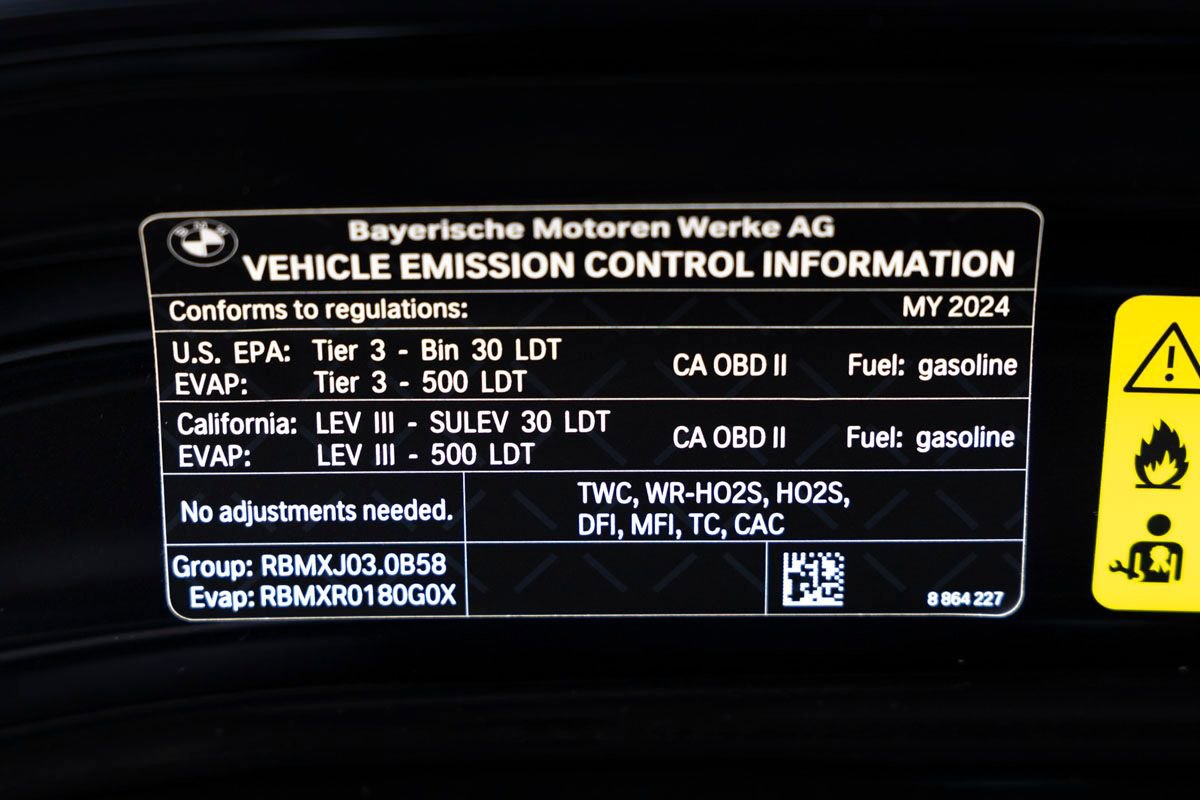 BMW
Bayerische Motoren Werke AG
VEHICLE EMISSION CONTROL INFORMATION
Conforms to regulations: MY 2024
U.S. EPA: Tier 3 - Bin 30 LDT CA OBD II Fuel: gasoline
EVAP: Tier 3 - 500 LDT
California: LEV III - SULEV 30 LDT CA OBD II Fuel: gasoline
EVAP: LEV III - 500 LDT
No adjustments needed.
TWC, WR-HO2S, HO2S,
DFI, MFI, TC, CAC
Group: RBMXJ03.0B58
Evap: RBMXR0180G0X
8 864 227